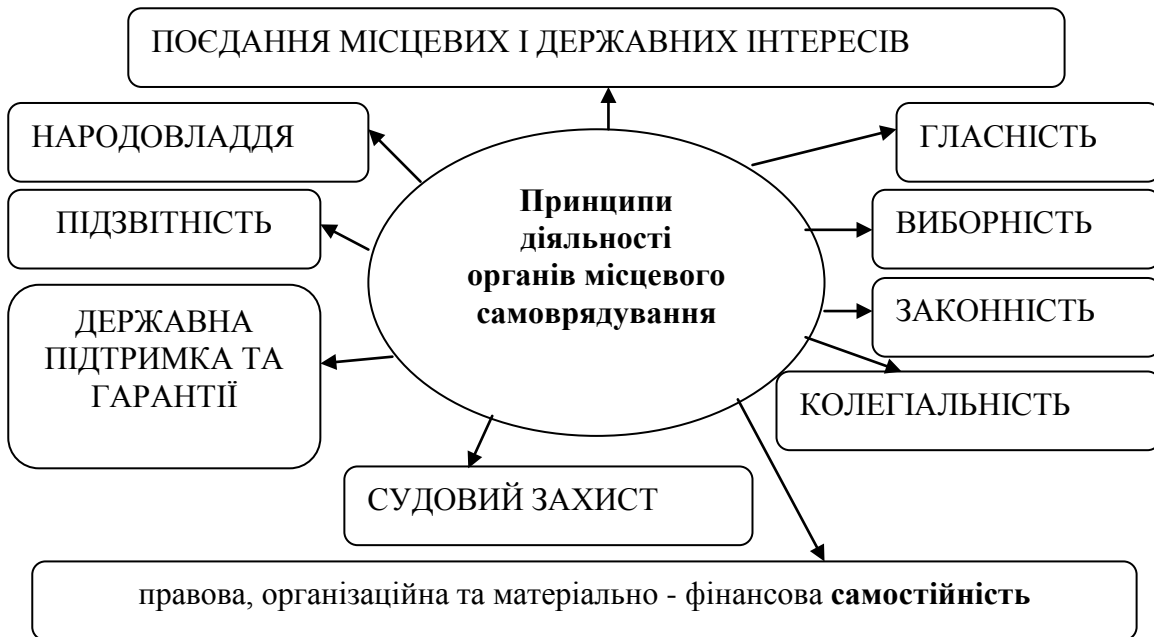 ПОЄДАННЯ МІСЦЕВИХ І ДЕРЖАВНИХ ІНТЕРЕСІВ
НАРОДОВЛАДДЯ
ГЛАСНІСТЬ
ПІДЗВІТНІСТЬ
Принципи
діяльності
органів місцевого
самоврядування
ВИБОРНІСТЬ
ДЕРЖАВНА
ПІДТРИМКА ТА
ГАРАНТІЇ
ЗАКОННІСТЬ
КОЛЕГІАЛЬНІСТЬ
СУДОВИЙ ЗАХИСТ
правова, організаційна та матеріально - фінансова самостійність